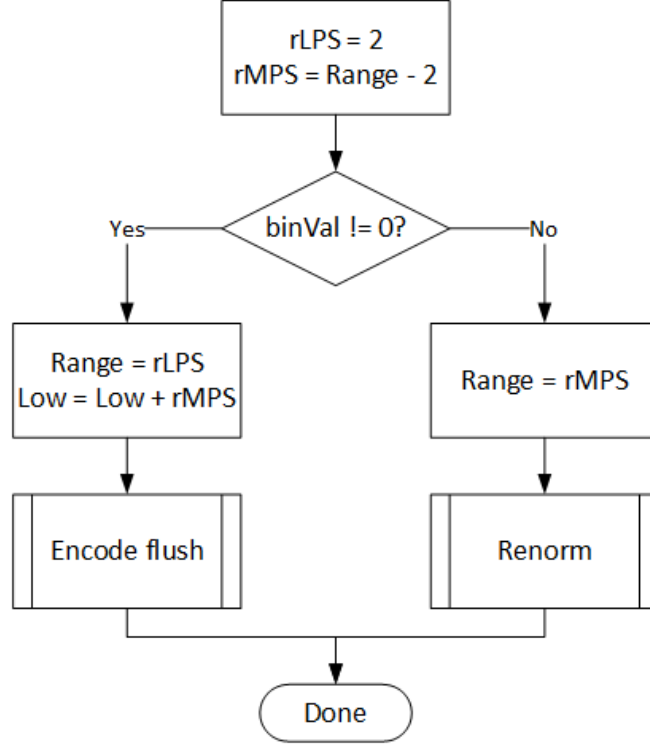 rLPS = 2
rMPS = Range - 2
binVal != 0?
Yes
No
Range = rLPS
Low = Low + rMPS
Range = rMPS
Encode flush
Renorm
Done